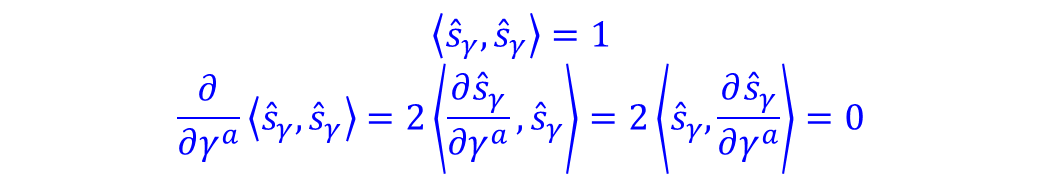 ⟨ŝ_γ, ŝ_γ⟩ = 1
∂/∂γ^a ⟨ŝ_γ, ŝ_γ⟩ = 2 ⟨∂ŝ_γ/∂γ^a, ŝ_γ⟩ = 2 ⟨ŝ_γ, ∂ŝ_γ/∂γ^a⟩ = 0